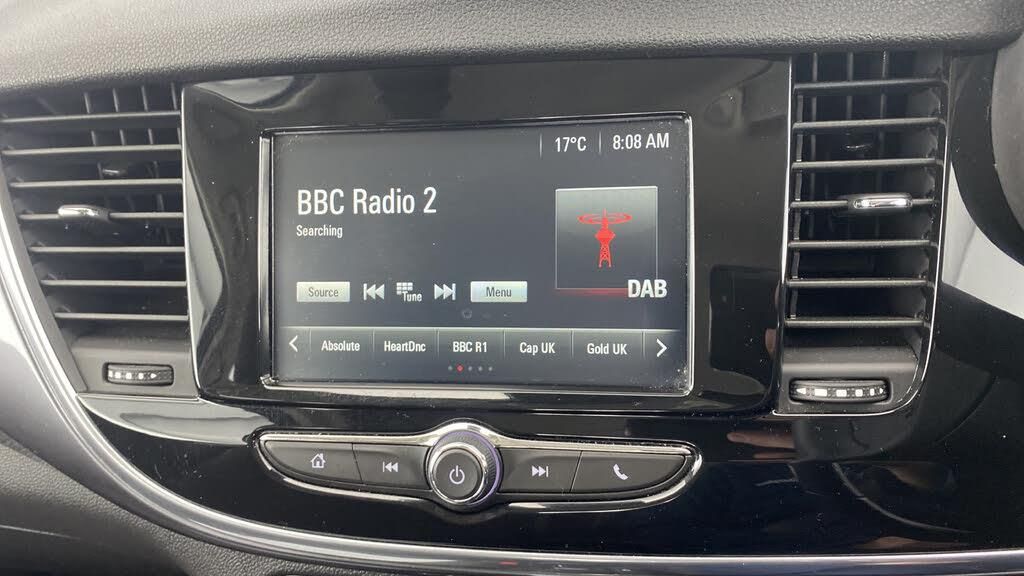 17°C 8:08 AM
BBC Radio 2
Searching
Source Tune Menu
DAB
Absolute HeartDnc BBC R1 Cap UK Gold UK